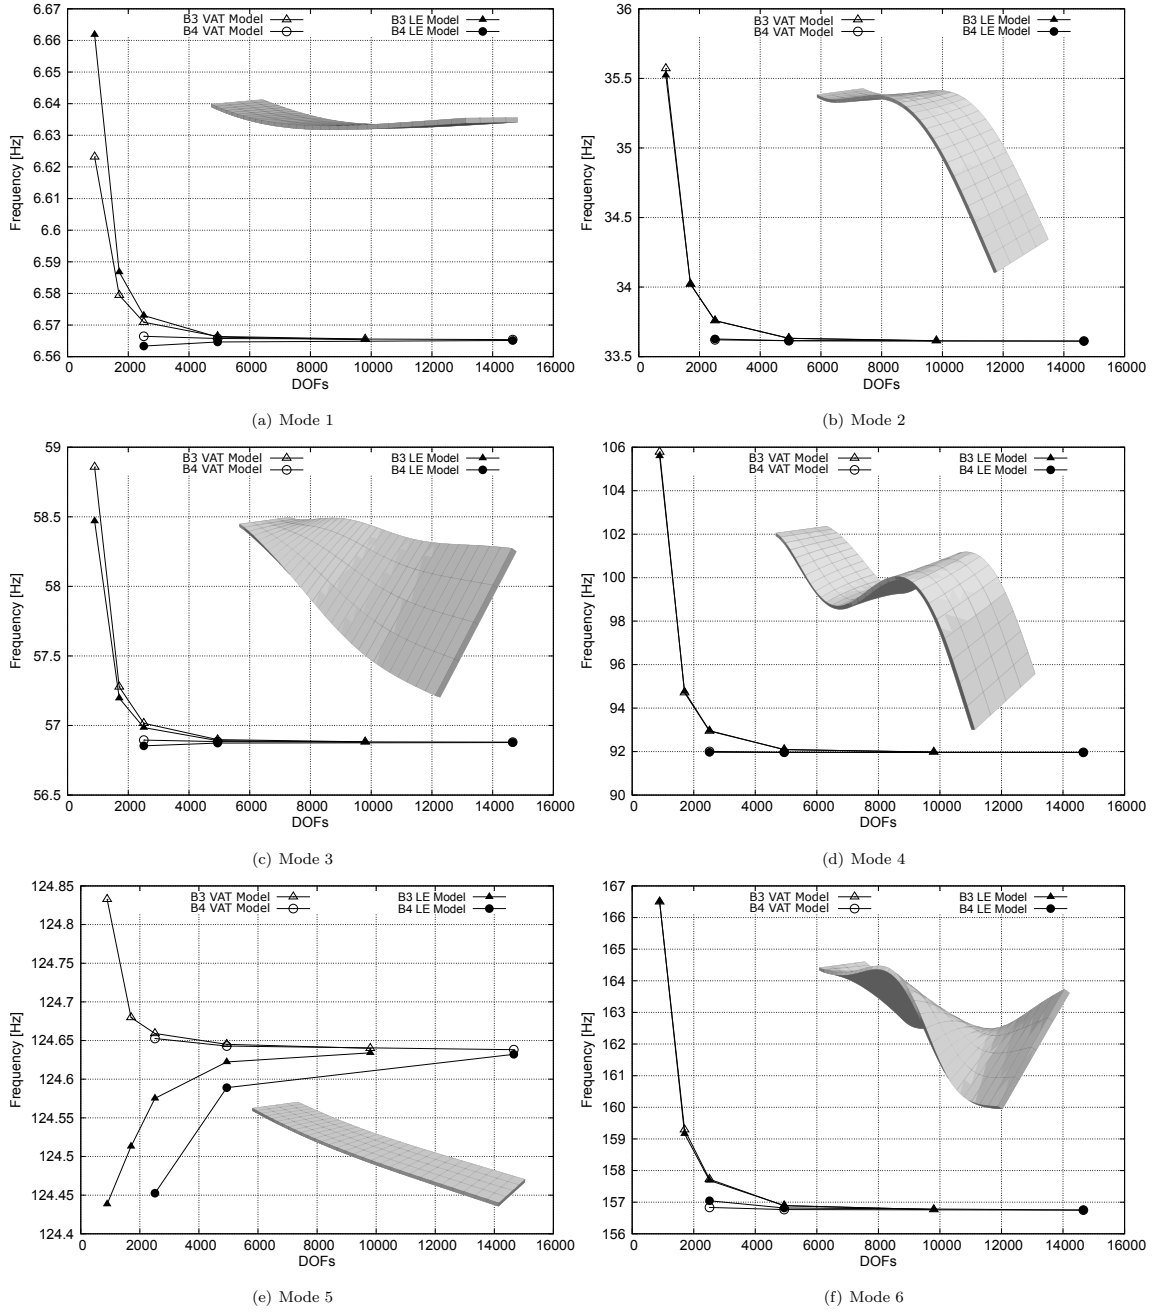 B3 VAT Model
B4 VAT Model
B3 LE Model
B4 LE Model
Frequency [Hz]
6.67
6.66
6.65
6.64
6.63
6.62
6.61
6.6
6.59
6.58
6.57
6.56
0 2000 4000 6000 8000 10000 12000 14000 16000
DOFs
(a) Mode 1
B3 VAT Model
B4 VAT Model
B3 LE Model
B4 LE Model
Frequency [Hz]
36
35.5
35
34.5
34
33.5
0 2000 4000 6000 8000 10000 12000 14000 16000
DOFs
(b) Mode 2
B3 VAT Model
B4 VAT Model
B3 LE Model
B4 LE Model
Frequency [Hz]
59
58.5
58
57.5
57
56.5
0 2000 4000 6000 8000 10000 12000 14000 16000
DOFs
(c) Mode 3
B3 VAT Model
B4 VAT Model
B3 LE Model
B4 LE Model
Frequency [Hz]
106
104
102
100
98
96
94
92
90
0 2000 4000 6000 8000 10000 12000 14000 16000
DOFs
(d) Mode 4
B3 VAT Model
B4 VAT Model
B3 LE Model
B4 LE Model
Frequency [Hz]
124.85
124.8
124.75
124.7
124.65
124.6
124.55
124.5
124.45
124.4
0 2000 4000 6000 8000 10000 12000 14000 16000
DOFs
(e) Mode 5
B3 VAT Model
B4 VAT Model
B3 LE Model
B4 LE Model
Frequency [Hz]
167
166
165
164
163
162
161
160
159
158
157
156
0 2000 4000 6000 8000 10000 12000 14000 16000
DOFs
(f) Mode 6